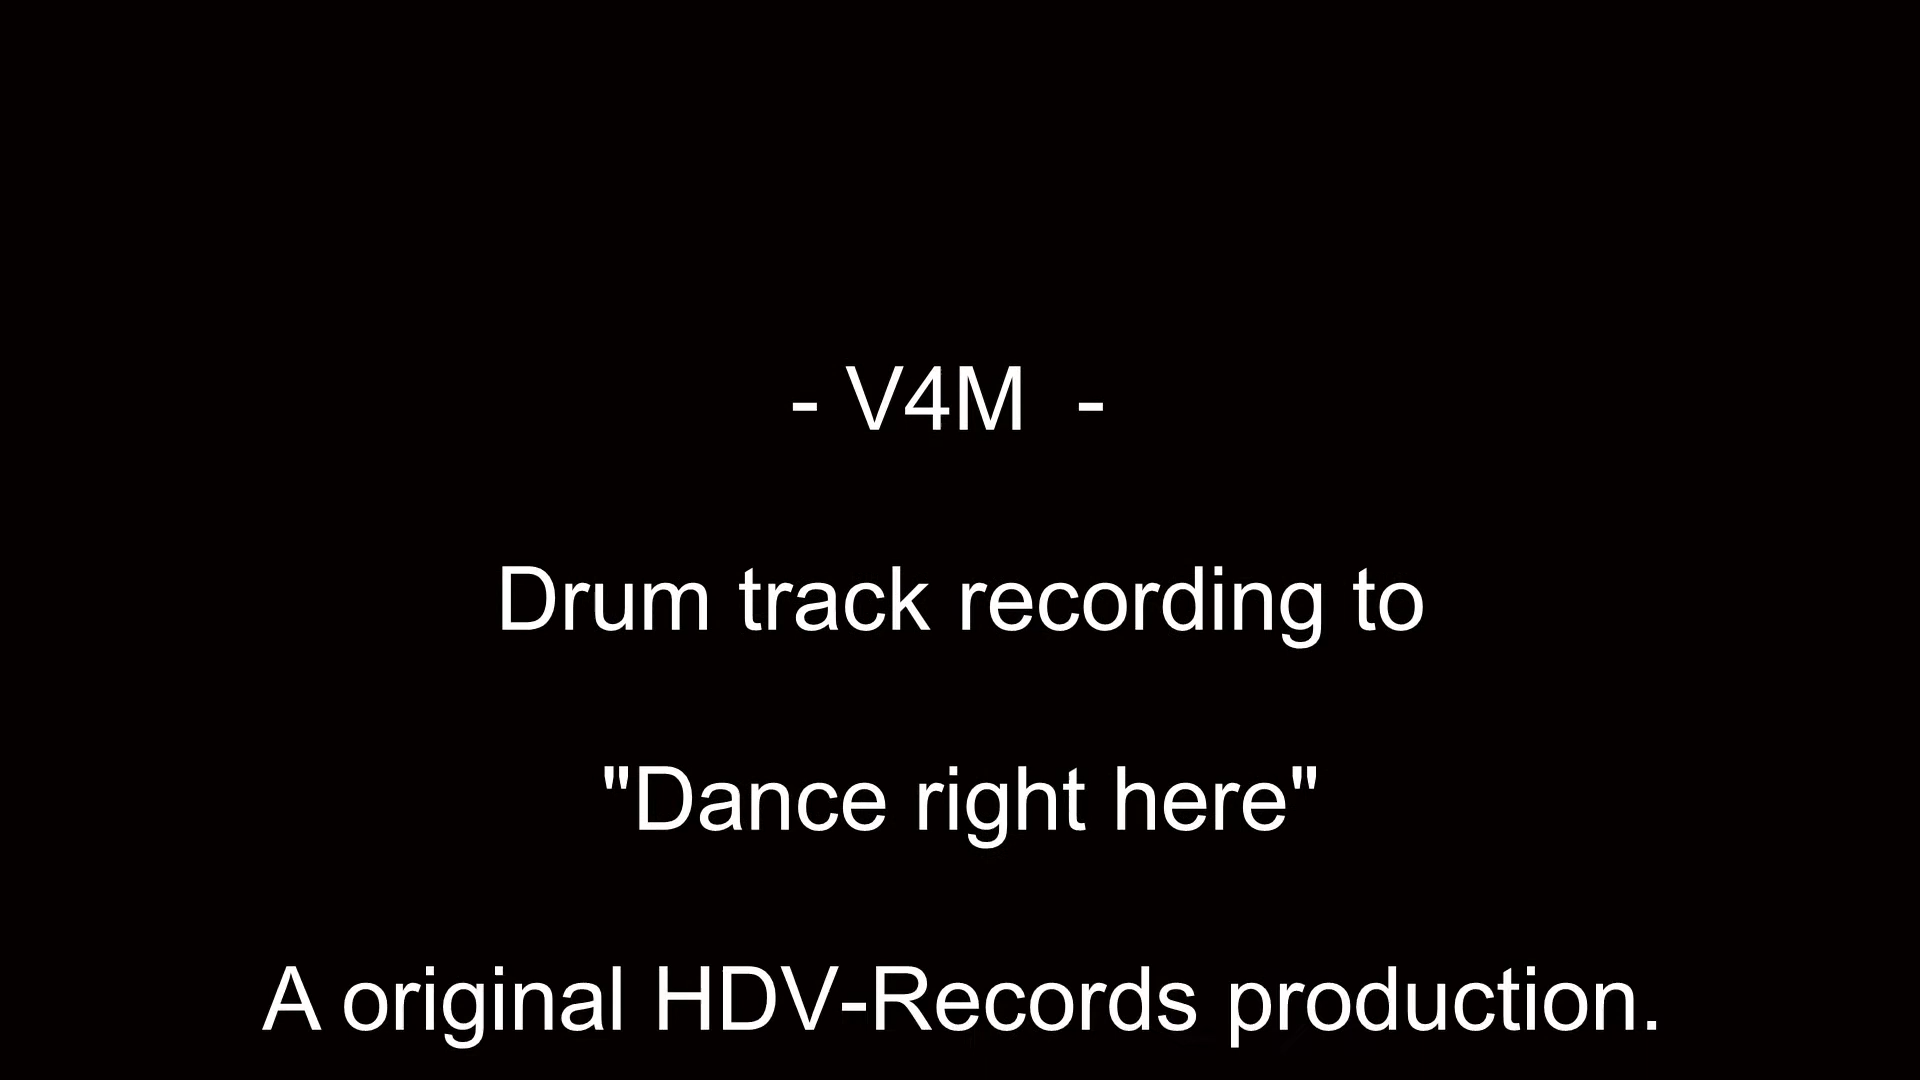 - V4M  -
Drum track recording to
"Dance right here"
A original HDV-Records production.